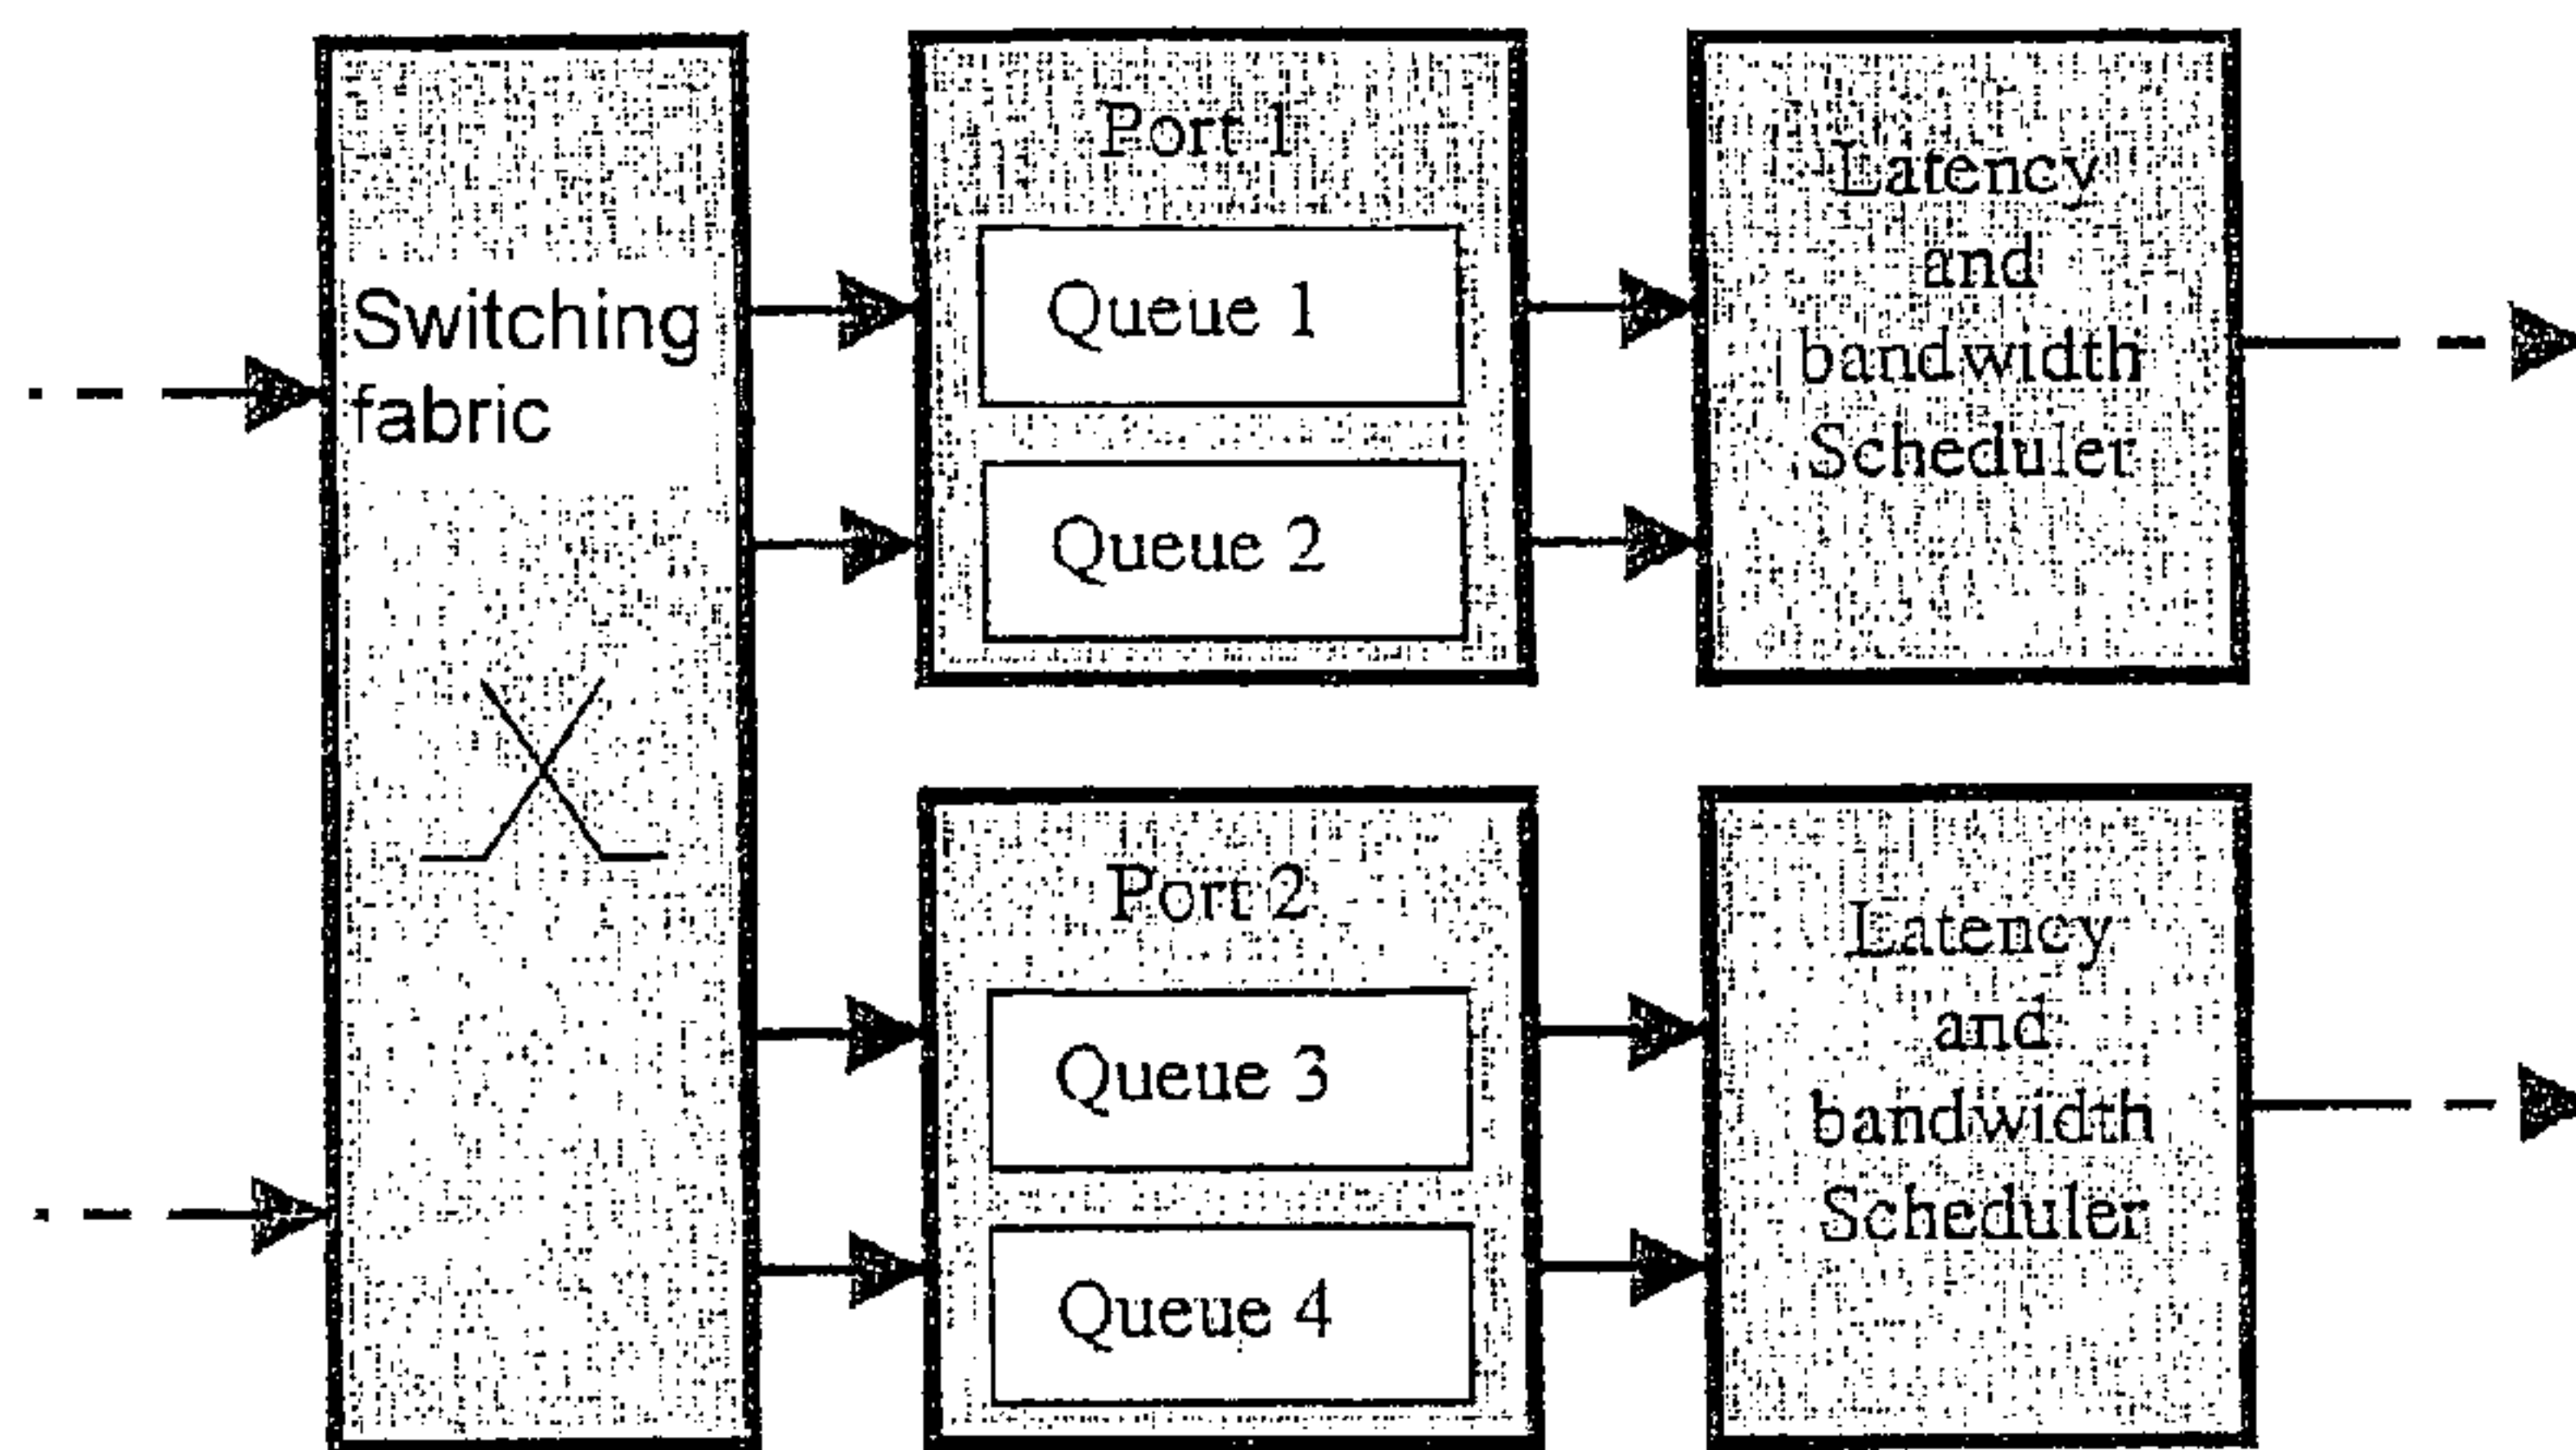 Switching
fabric
Port 1
Queue 1
Queue 2
Latency
and
bandwidth
Scheduler
Port 2
Queue 3
Queue 4
Latency
and
bandwidth
Scheduler